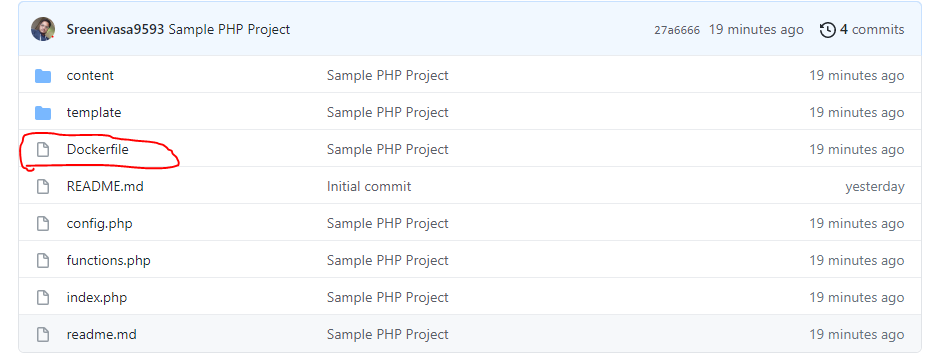 Sreenivasa9593 Sample PHP Project 27a6666 19 minutes ago 4 commits
content Sample PHP Project 19 minutes ago
template Sample PHP Project 19 minutes ago
Dockerfile Sample PHP Project 19 minutes ago
README.md Initial commit yesterday
config.php Sample PHP Project 19 minutes ago
functions.php Sample PHP Project 19 minutes ago
index.php Sample PHP Project 19 minutes ago
readme.md Sample PHP Project 19 minutes ago